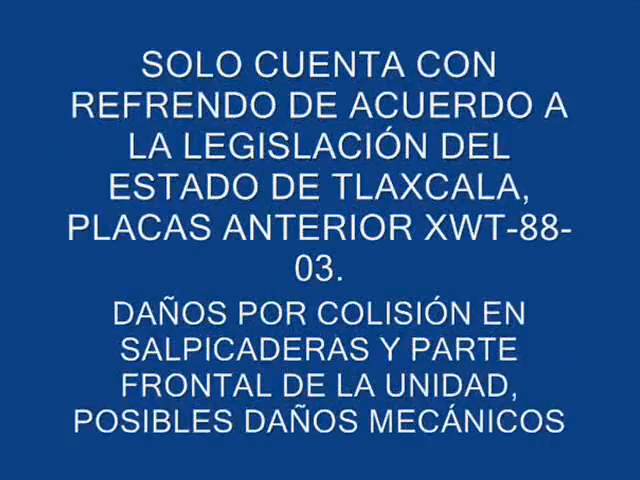 SOLO CUENTA CON
REFRENDO DE ACUERDO A
LA LEGISLACIÓN DEL
ESTADO DE TLAXCALA,
PLACAS ANTERIOR XWT-88-
03.
DAÑOS POR COLISIÓN EN
SALPICADERAS Y PARTE
FRONTAL DE LA UNIDAD,
POSIBLES DAÑOS MECÁNICOS